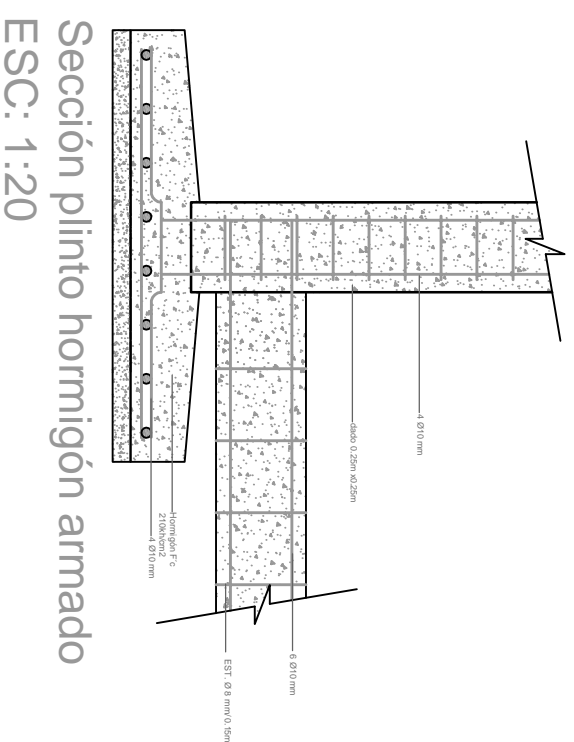 Sección plinto hormigón armado
ESC: 1:20
4 Ø10 mm
dado 0.25m x0.25m
Hormigón F'c
210kh/cm2
4 Ø10 mm
6 Ø10 mm
EST. Ø 8 mm/ 0.15m